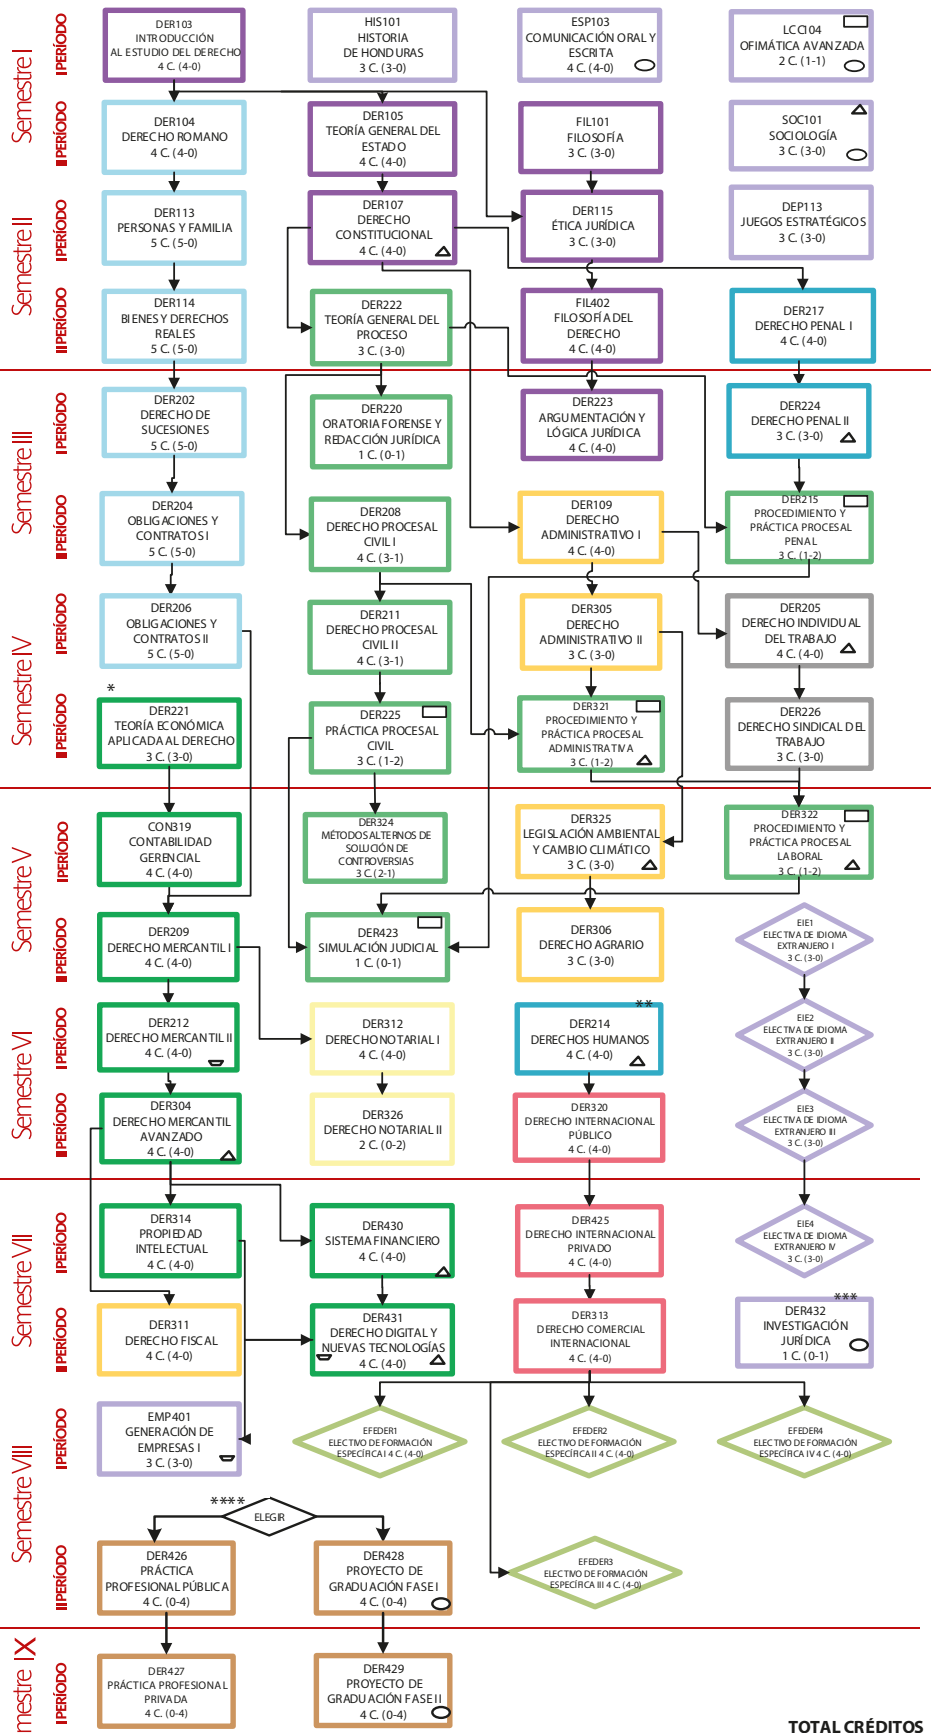 Semestre I
I PERÍODO
DER103
INTRODUCCIÓN
AL ESTUDIO DEL DERECHO
4 C. (4-0)
HIS101
HISTORIA
DE HONDURAS
3 C. (3-0)
ESP103
COMUNICACIÓN ORAL Y
ESCRITA
4 C. (4-0)
LCC104
OFIMÁTICA AVANZADA
2 C. (1-1)
II PERÍODO
DER104
DERECHO ROMANO
4 C. (4-0)
DER105
TEORÍA GENERAL DEL
ESTADO
4 C. (4-0)
FIL101
FILOSOFÍA
3 C. (3-0)
SOC101
SOCIOLOGÍA
3 C. (3-0)
Semestre II
I PERÍODO
DER113
PERSONAS Y FAMILIA
5 C. (5-0)
DER107
DERECHO
CONSTITUCIONAL
4 C. (4-0)
DER115
ÉTICA JURÍDICA
3 C. (3-0)
DEP113
JUEGOS ESTRATÉGICOS
3 C. (3-0)
II PERÍODO
DER114
BIENES Y DERECHOS
REALES
5 C. (5-0)
DER222
TEORÍA GENERAL DEL
PROCESO
3 C. (3-0)
FIL402
FILOSOFÍA DEL
DERECHO
4 C. (4-0)
DER217
DERECHO PENAL I
4 C. (4-0)
Semestre III
I PERÍODO
DER202
DERECHO DE
SUCESIONES
5 C. (5-0)
DER220
ORATORIA FORENSE Y
REDACCIÓN JURÍDICA
1 C. (0-1)
DER223
ARGUMENTACIÓN Y
LÓGICA JURÍDICA
4 C. (4-0)
DER224
DERECHO PENAL II
3 C. (3-0)
II PERÍODO
DER204
OBLIGACIONES Y
CONTRATOS I
5 C. (5-0)
DER208
DERECHO PROCESAL
CIVIL I
4 C. (3-1)
DER109
DERECHO
ADMINISTRATIVO I
4 C. (4-0)
DER215
PROCEDIMIENTO Y
PRÁCTICA PROCESAL
PENAL
3 C. (1-2)
Semestre IV
I PERÍODO
DER206
OBLIGACIONES Y
CONTRATOS II
5 C. (5-0)
DER211
DERECHO PROCESAL
CIVIL II
4 C. (3-1)
DER305
DERECHO
ADMINISTRATIVO II
3 C. (3-0)
DER205
DERECHO INDIVIDUAL
DEL TRABAJO
4 C. (4-0)
II PERÍODO
*
DER221
TEORÍA ECONÓMICA
APLICADA AL DERECHO
3 C. (3-0)
DER225
PRÁCTICA PROCESAL
CIVIL
3 C. (1-2)
DER321
PROCEDIMIENTO Y
PRÁCTICA PROCESAL
ADMINISTRATIVA
3 C. (1-2)
DER226
DERECHO SINDICAL DEL
TRABAJO
3 C. (3-0)
Semestre V
I PERÍODO
CON319
CONTABILIDAD
GERENCIAL
4 C. (4-0)
DER324
MÉTODOS ALTERNOS DE
SOLUCIÓN DE
CONTROVERSIAS
3 C. (2-1)
DER325
LEGISLACIÓN AMBIENTAL
Y CAMBIO CLIMÁTICO
3 C. (3-0)
DER322
PROCEDIMIENTO Y
PRÁCTICA PROCESAL
LABORAL
3 C. (1-2)
II PERÍODO
DER209
DERECHO MERCANTIL I
4 C. (4-0)
DER423
SIMULACIÓN JUDICIAL
1 C. (0-1)
DER306
DERECHO AGRARIO
3 C. (3-0)
EIE1
ELECTIVA DE IDIOMA
EXTRANJERO I
3 C. (3-0)
Semestre VI
I PERÍODO
DER212
DERECHO MERCANTIL II
4 C. (4-0)
DER312
DERECHO NOTARIAL I
4 C. (4-0)
**
DER214
DERECHOS HUMANOS
4 C. (4-0)
EIE2
ELECTIVA DE IDIOMA
EXTRANJERO II
3 C. (3-0)
II PERÍODO
DER304
DERECHO MERCANTIL
AVANZADO
4 C. (4-0)
DER326
DERECHO NOTARIAL II
2 C. (0-2)
DER320
DERECHO INTERNACIONAL
PÚBLICO
4 C. (4-0)
EIE3
ELECTIVA DE IDIOMA
EXTRANJERO III
3 C. (3-0)
Semestre VII
I PERÍODO
DER314
PROPIEDAD
INTELECTUAL
4 C. (4-0)
DER430
SISTEMA FINANCIERO
4 C. (4-0)
DER425
DERECHO INTERNACIONAL
PRIVADO
4 C. (4-0)
EIE4
ELECTIVA DE IDIOMA
EXTRANJERO IV
3 C. (3-0)
II PERÍODO
DER311
DERECHO FISCAL
4 C. (4-0)
DER431
DERECHO DIGITAL Y
NUEVAS TECNOLOGÍAS
4 C. (4-0)
DER313
DERECHO COMERCIAL
INTERNACIONAL
4 C. (4-0)
***
DER432
INVESTIGACIÓN
JURÍDICA
1 C. (0-1)
Semestre VIII
I PERÍODO
EMP401
GENERACIÓN DE
EMPRESAS I
3 C. (3-0)
EFEDER1
ELECTIVO DE FORMACIÓN
ESPECÍFICA I 4 C. (4-0)
EFEDER2
ELECTIVO DE FORMACIÓN
ESPECÍFICA II 4 C. (4-0)
EFEDER4
ELECTIVO DE FORMACIÓN
ESPECÍFICA IV 4 C. (4-0)
****
ELEGIR
II PERÍODO
DER426
PRÁCTICA
PROFESIONAL PÚBLICA
4 C. (0-4)
DER428
PROYECTO DE
GRADUACIÓN FASE I
4 C. (0-4)
EFEDER3
ELECTIVO DE FORMACIÓN
ESPECÍFICA III 4 C. (4-0)
mestre IX
I PERÍODO
DER427
PRÁCTICA PROFESIONAL
PRIVADA
4 C. (0-4)
DER429
PROYECTO DE
GRADUACIÓN FASE II
4 C. (0-4)
TOTAL CRÉDITOS